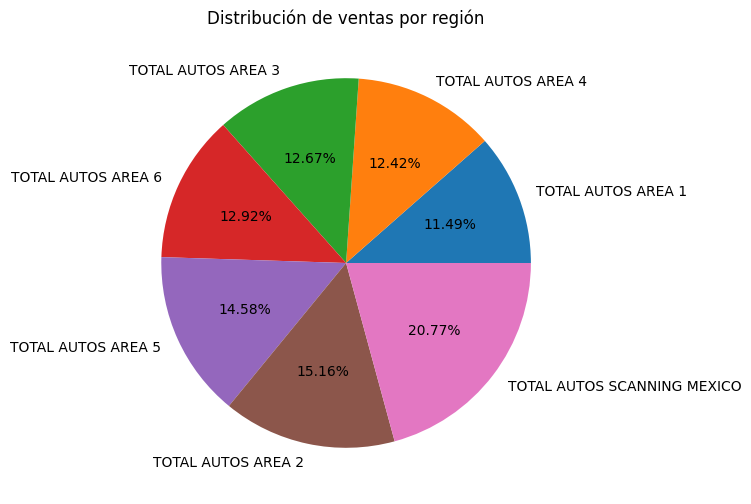 Distribución de ventas por región
TOTAL AUTOS AREA 3
TOTAL AUTOS AREA 4
12.67%
12.42%
TOTAL AUTOS AREA 6
TOTAL AUTOS AREA 1
12.92%
11.49%
14.58%
20.77%
TOTAL AUTOS AREA 5
15.16%
TOTAL AUTOS SCANNING MEXICO
TOTAL AUTOS AREA 2